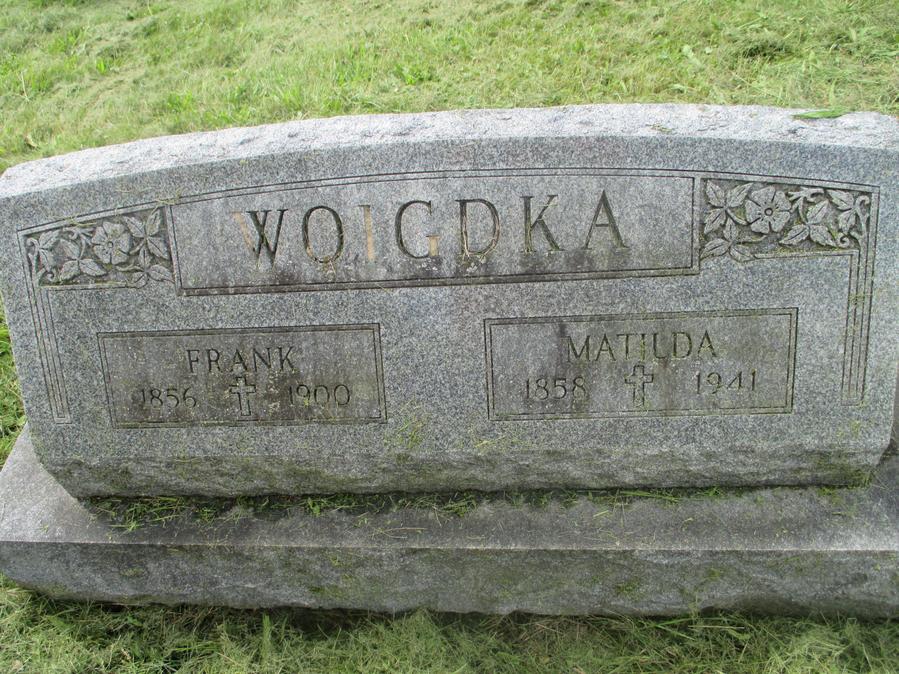 WOIGDKA
FRANK
1856 1900
MATILDA
1858 1941